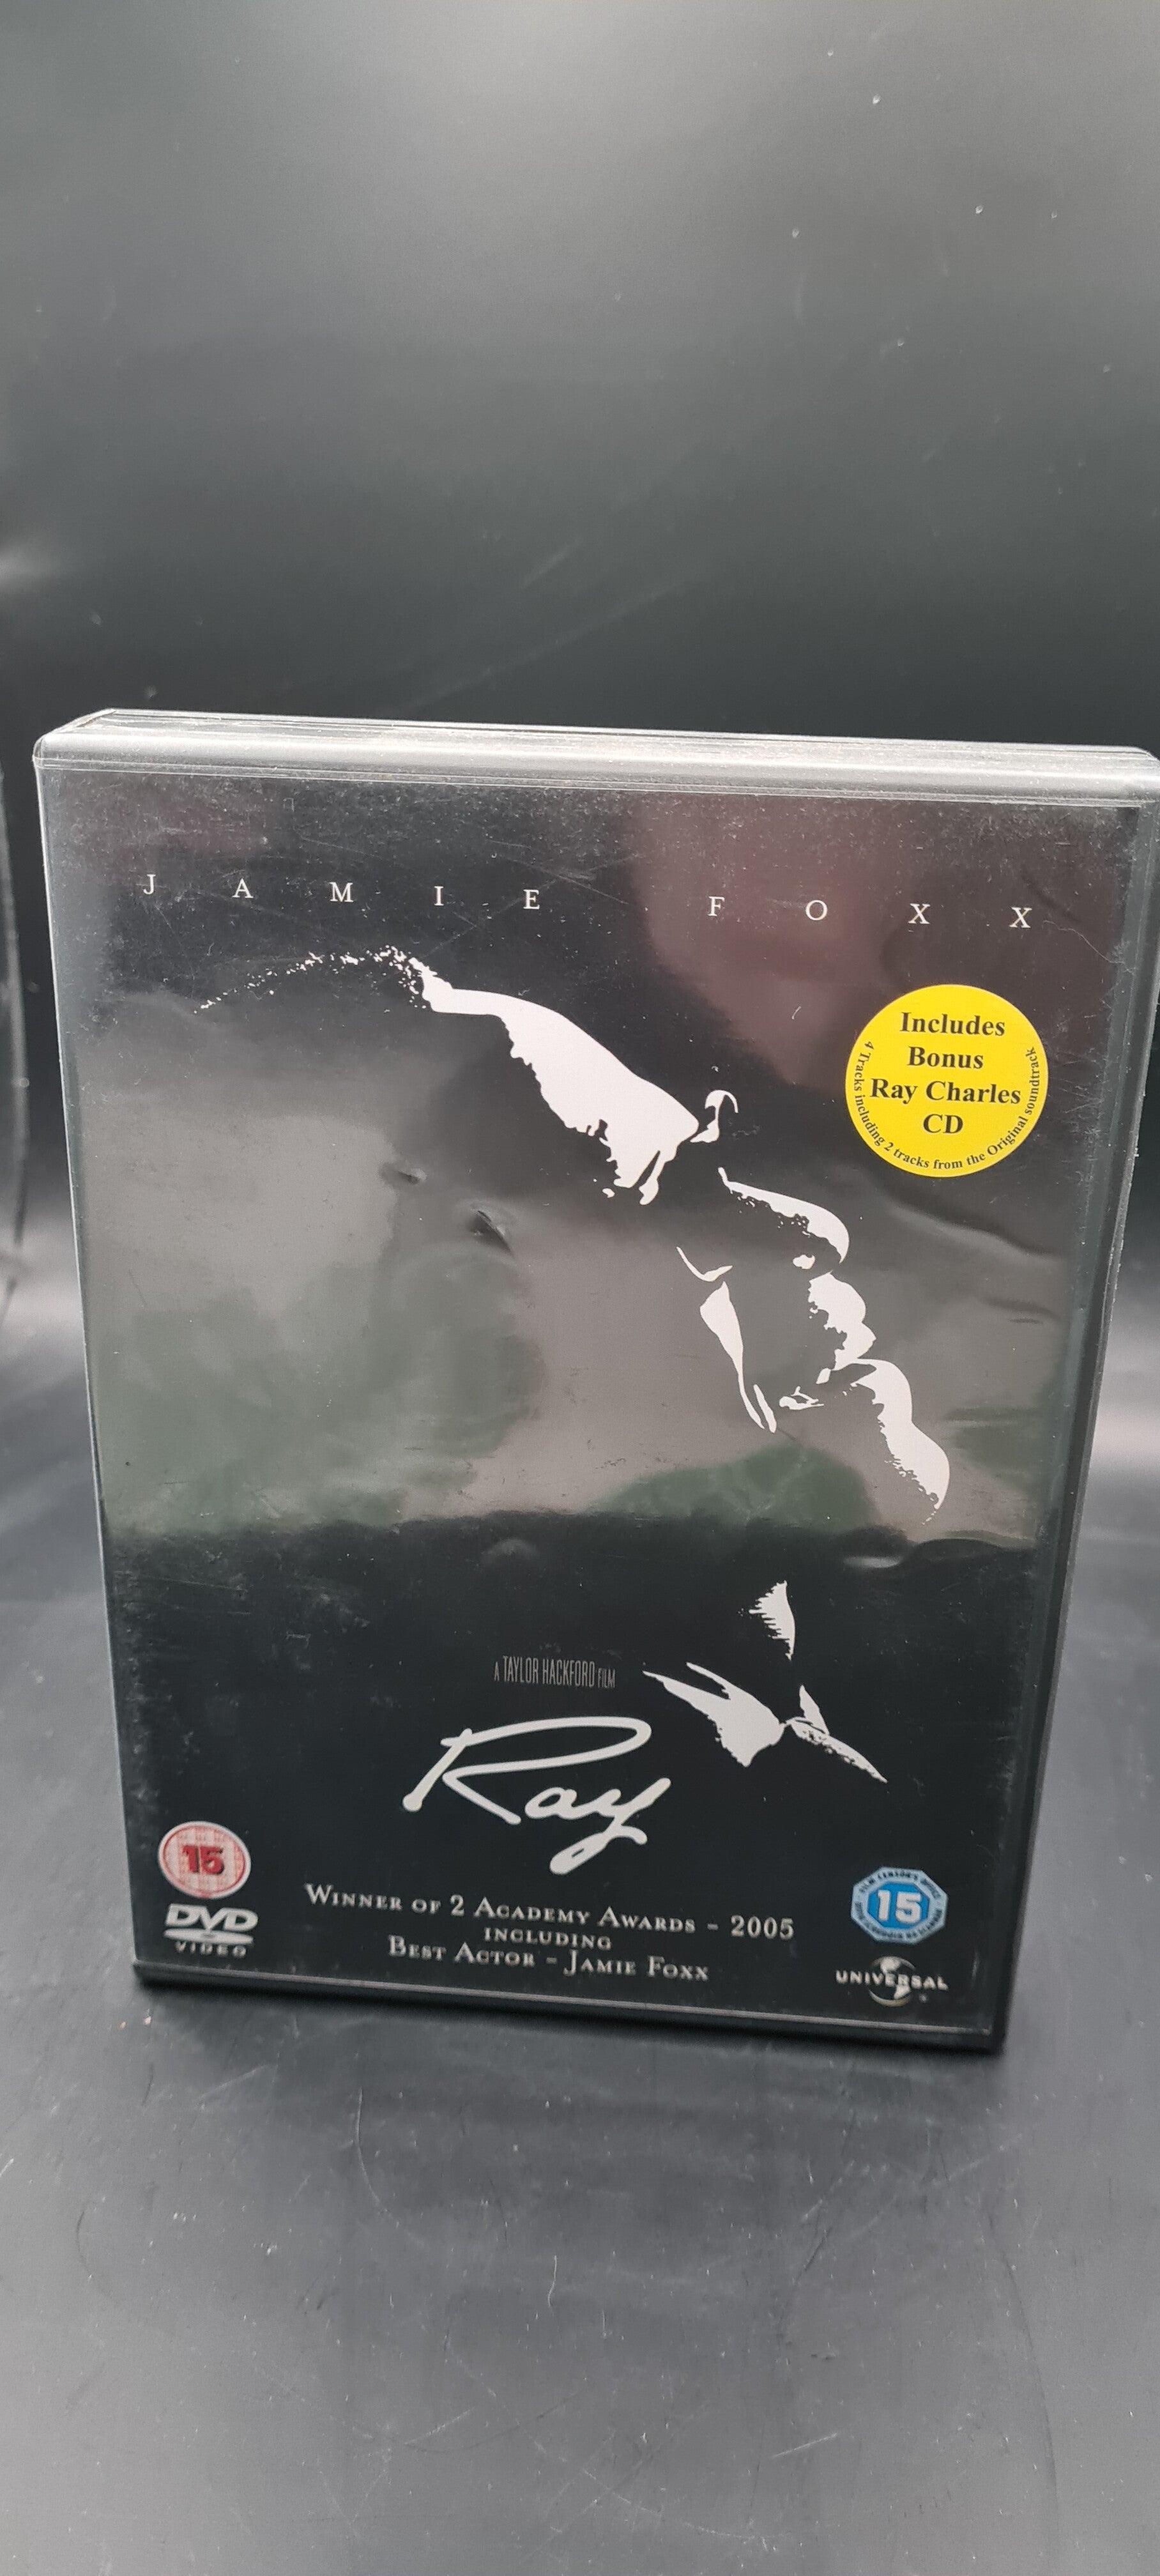 JAMIE FOXX
Includes
Bonus
Ray Charles
CD
4 Tracks including 2 tracks from the Original soundtrack
A TAYLOR HACKFORD FILM
Ray
15
DVD
VIDEO
WINNER OF 2 ACADEMY AWARDS - 2005
INCLUDING
BEST ACTOR - JAMIE FOXX
15
UNIVERSAL